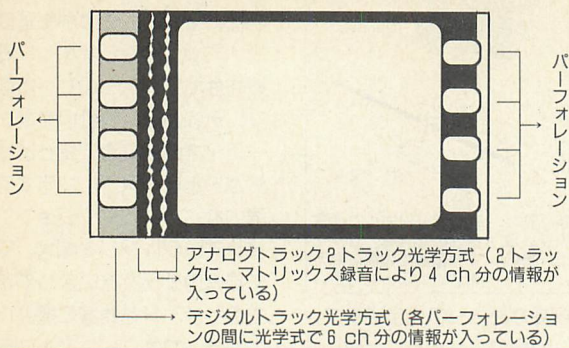 パーフォレーション
パーフォレーション
アナログトラック2トラック光学方式（2トラッ
クに、マトリックス録音により4 ch 分の情報が
入っている）
デジタルトラック光学方式（各パーフォレーショ
ンの間に光学式で6 ch 分の情報が入っている）